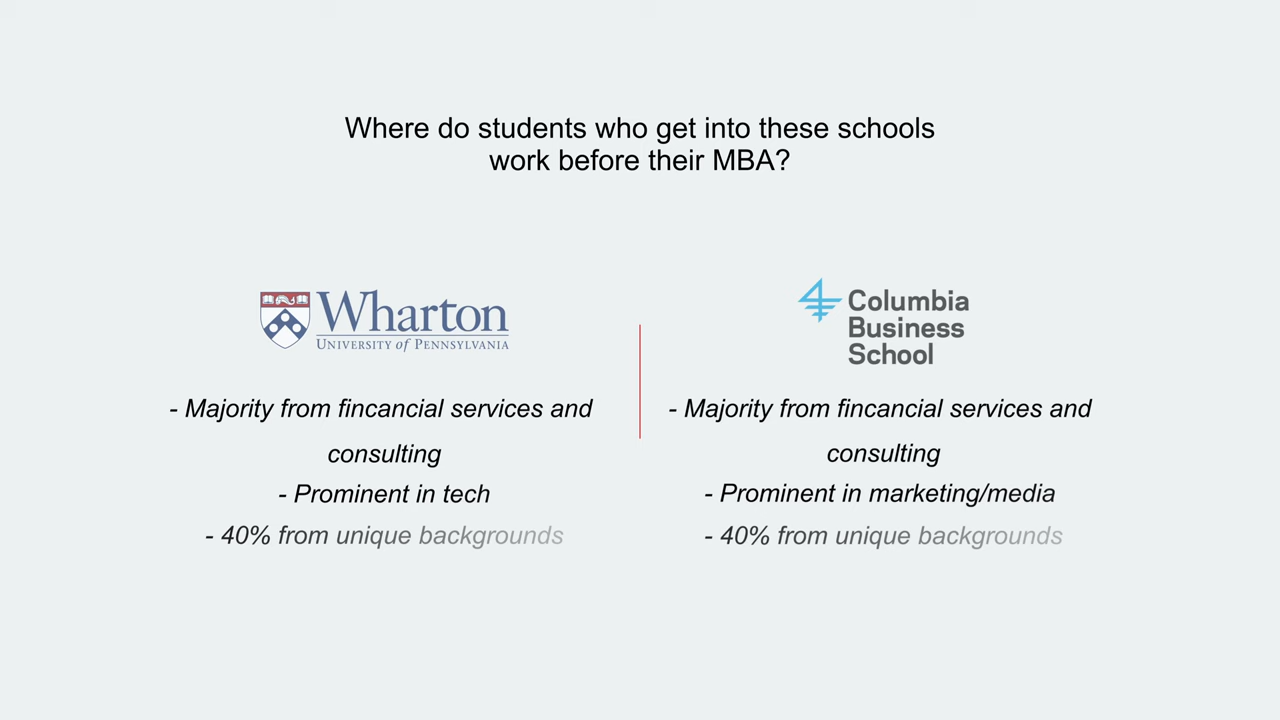 Where do students who get into these schools
work before their MBA?
Wharton
UNIVERSITY of PENNSYLVANIA
- Majority from fincancial services and
consulting
- Prominent in tech
- 40% from unique backgrounds
Columbia
Business
School
- Majority from fincancial services and
consulting
- Prominent in marketing/media
- 40% from unique backgrounds